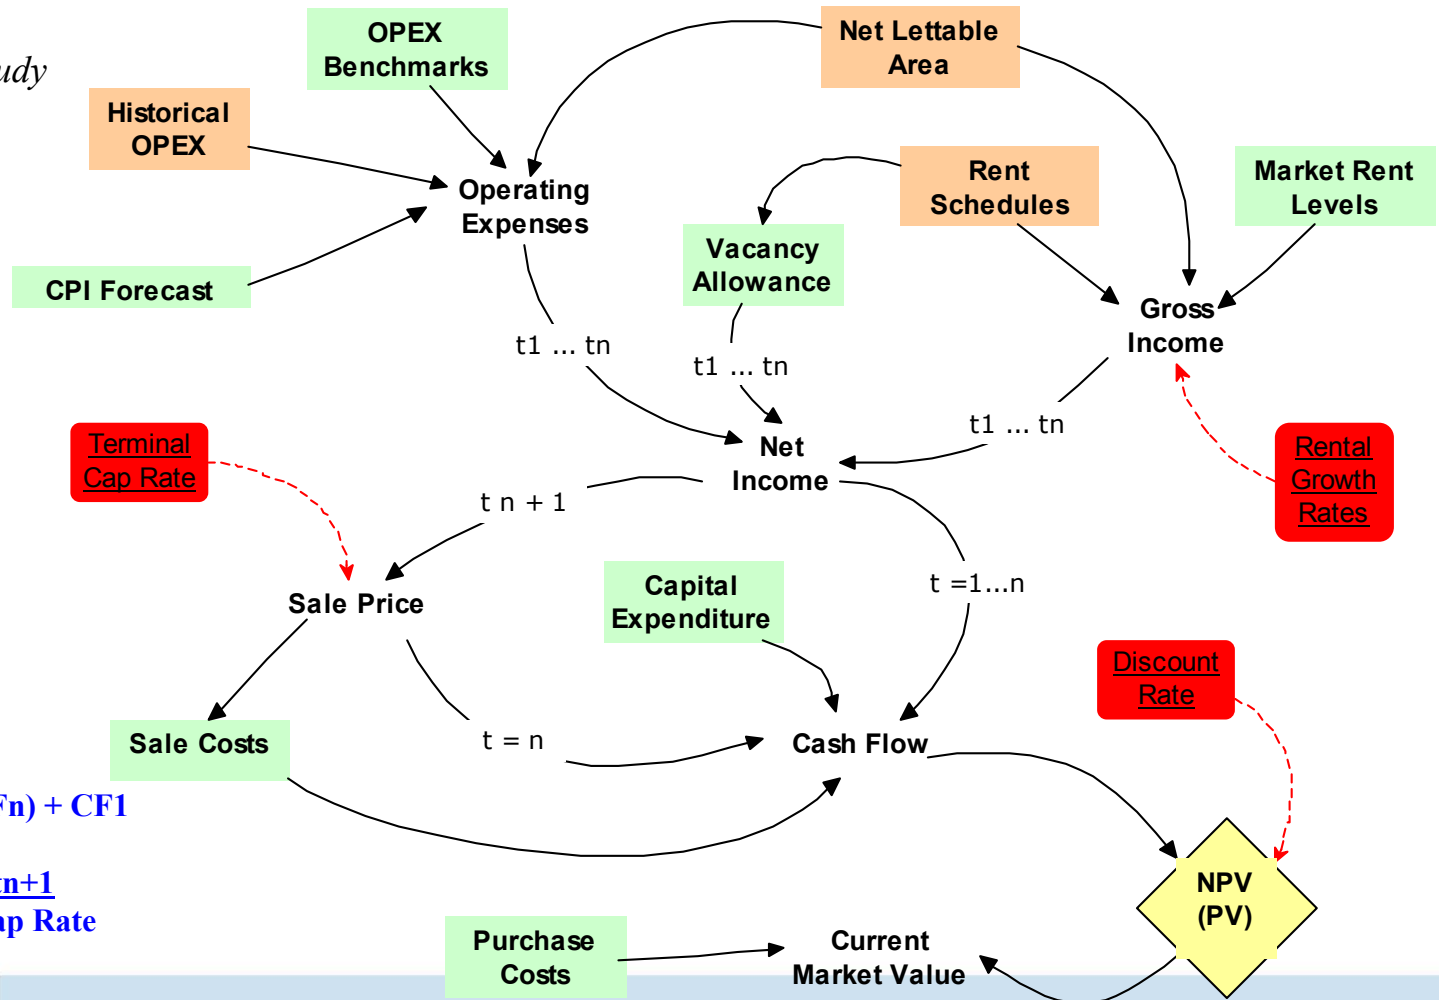 OPEX
Benchmarks
Net Lettable
Area
Historical
OPEX
Operating
Expenses
Rent
Schedules
Market Rent
Levels
Vacancy
Allowance
CPI Forecast
Gross
Income
t1 ... tn
t1 ... tn
t1 ... tn
Terminal
Cap Rate
Net
Income
Rental
Growth
Rates
t n + 1
Sale Price
Capital
Expenditure
t =1...n
Discount
Rate
Sale Costs
t = n
Cash Flow
Fn) + CF1
tn+1
ap Rate
NPV
(PV)
Purchase
Costs
Current
Market Value